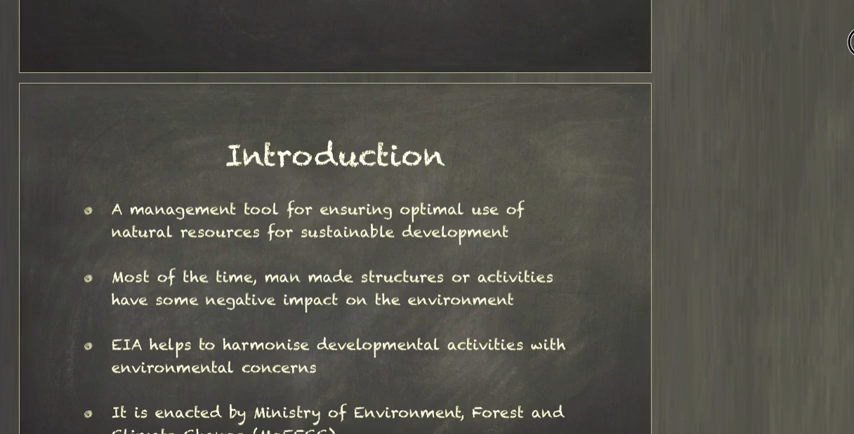 Introduction
A management tool for ensuring optimal use of
natural resources for sustainable development
Most of the time, man made structures or activities
have some negative impact on the environment
EIA helps to harmonise developmental activities with
environmental concerns
It is enacted by Ministry of Environment, Forest and